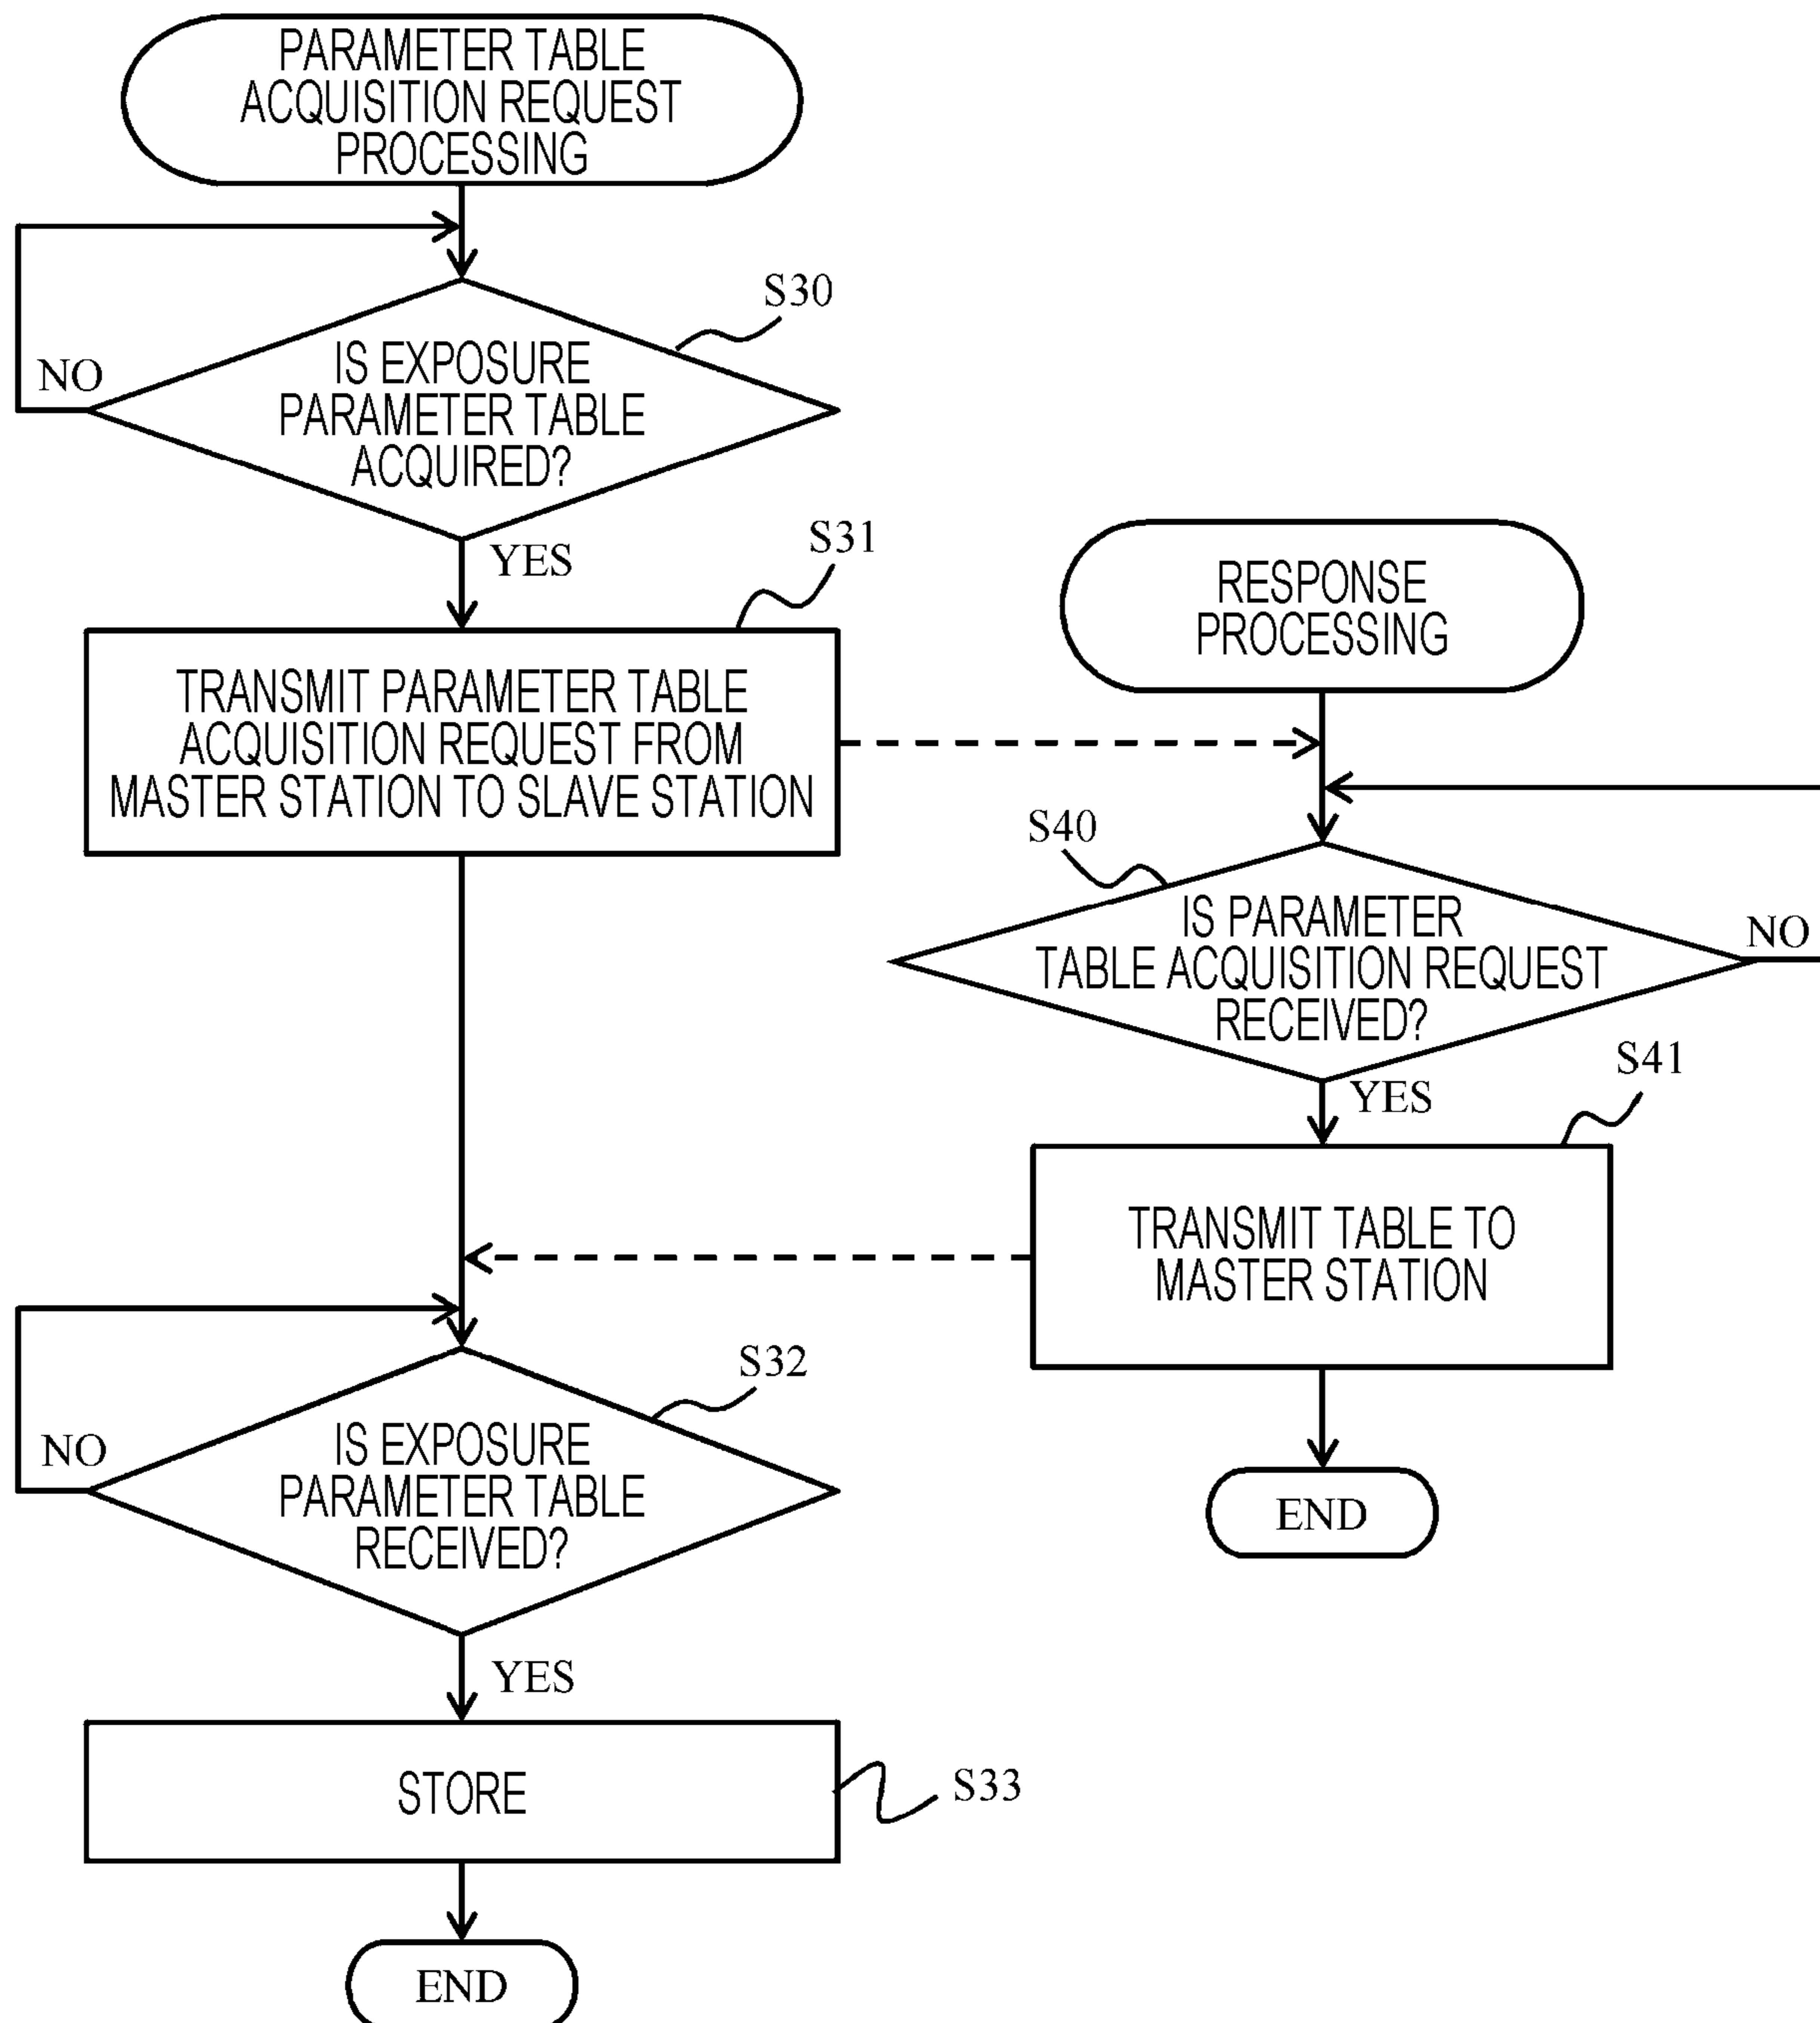 PARAMETER TABLE
ACQUISITION REQUEST
PROCESSING
S30
IS EXPOSURE
PARAMETER TABLE
ACQUIRED?
NO
YES
S31
TRANSMIT PARAMETER TABLE
ACQUISITION REQUEST FROM
MASTER STATION TO SLAVE STATION
RESPONSE
PROCESSING
S40
IS PARAMETER
TABLE ACQUISITION REQUEST
RECEIVED?
NO
YES
S41
TRANSMIT TABLE TO
MASTER STATION
END
S32
IS EXPOSURE
PARAMETER TABLE
RECEIVED?
NO
YES
STORE
S33
END